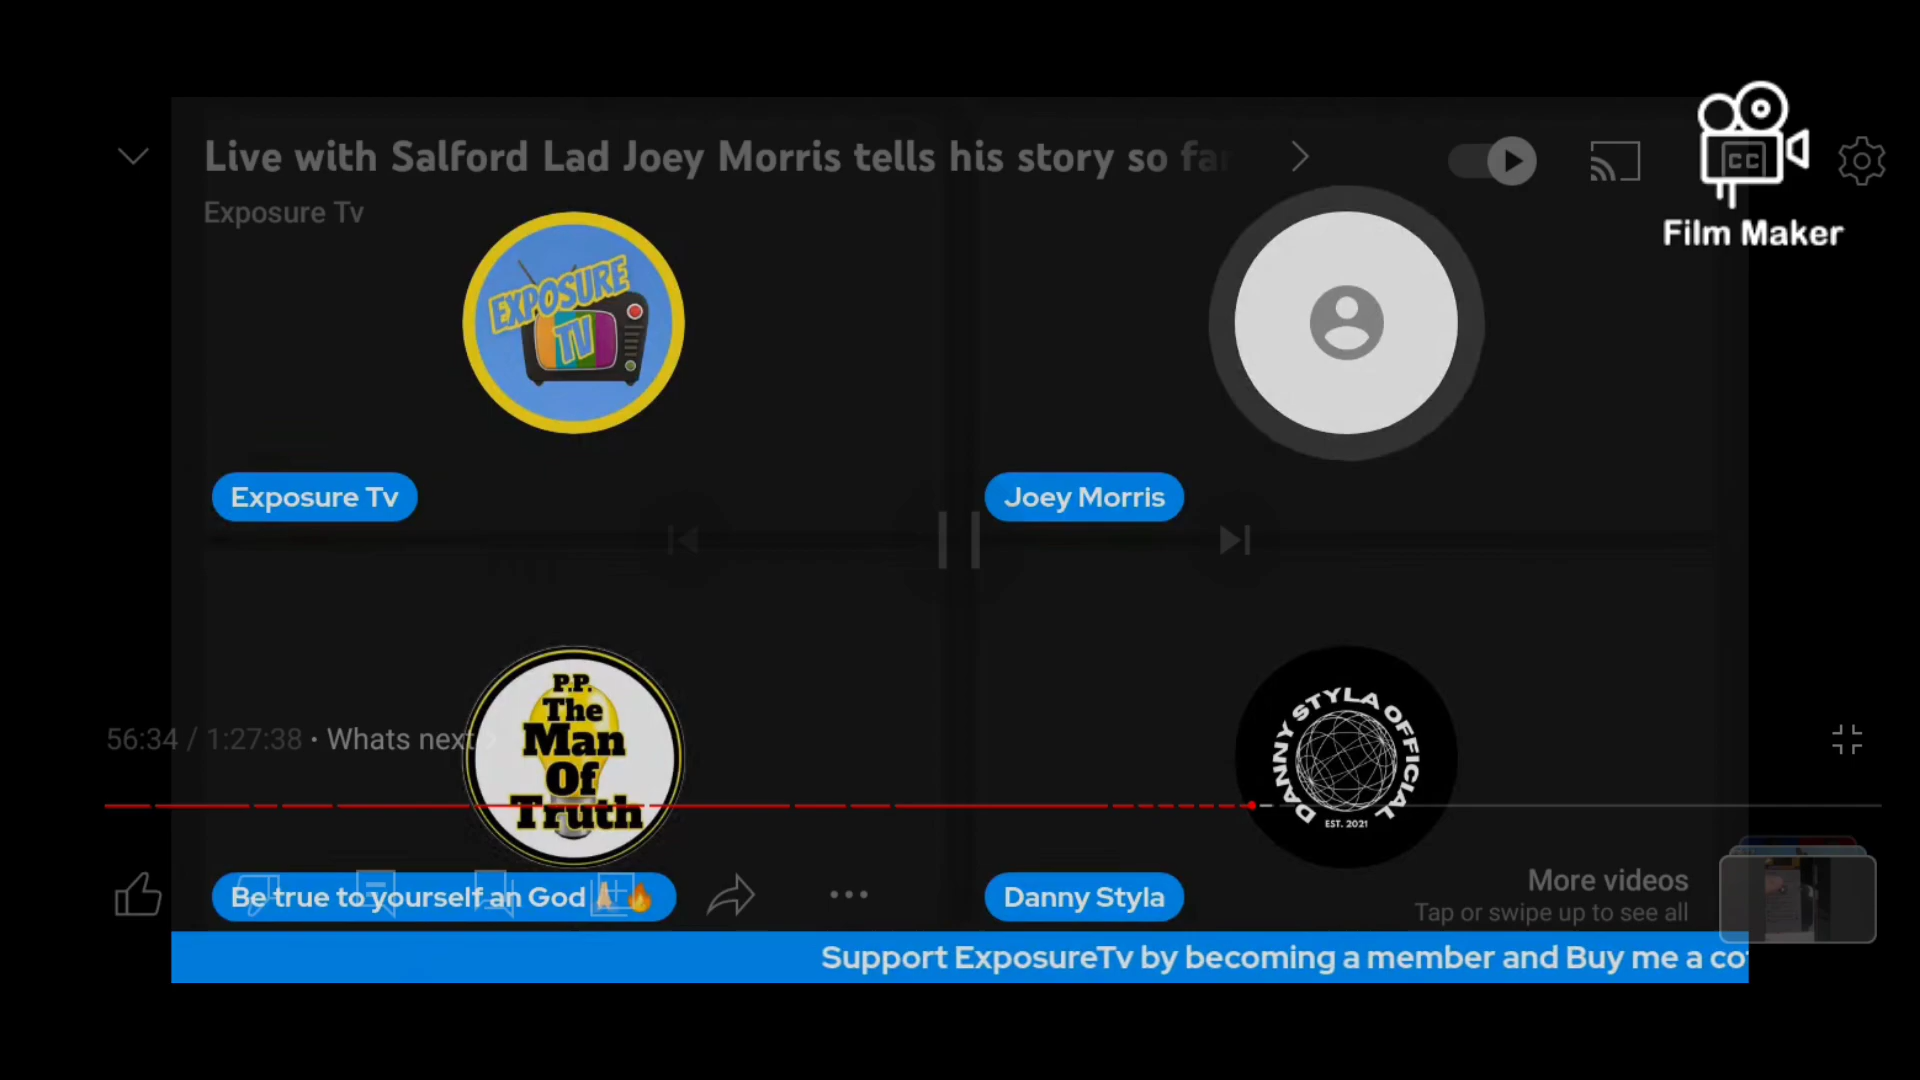 Live with Salford Lad Joey Morris tells his story so far
Exposure Tv
CC
Film Maker
EXPOSURE
TV
Exposure Tv
Joey Morris
P.P.
The
Man
Of
Truth
DANNY STYLA OFFICIAL
EST. 2021
56:34 / 1:27:38 · Whats next
Be true to yourself an God 🙏🏻🔥
Danny Styla
More videos
Tap or swipe up to see all
Support ExposureTv by becoming a member and Buy me a co